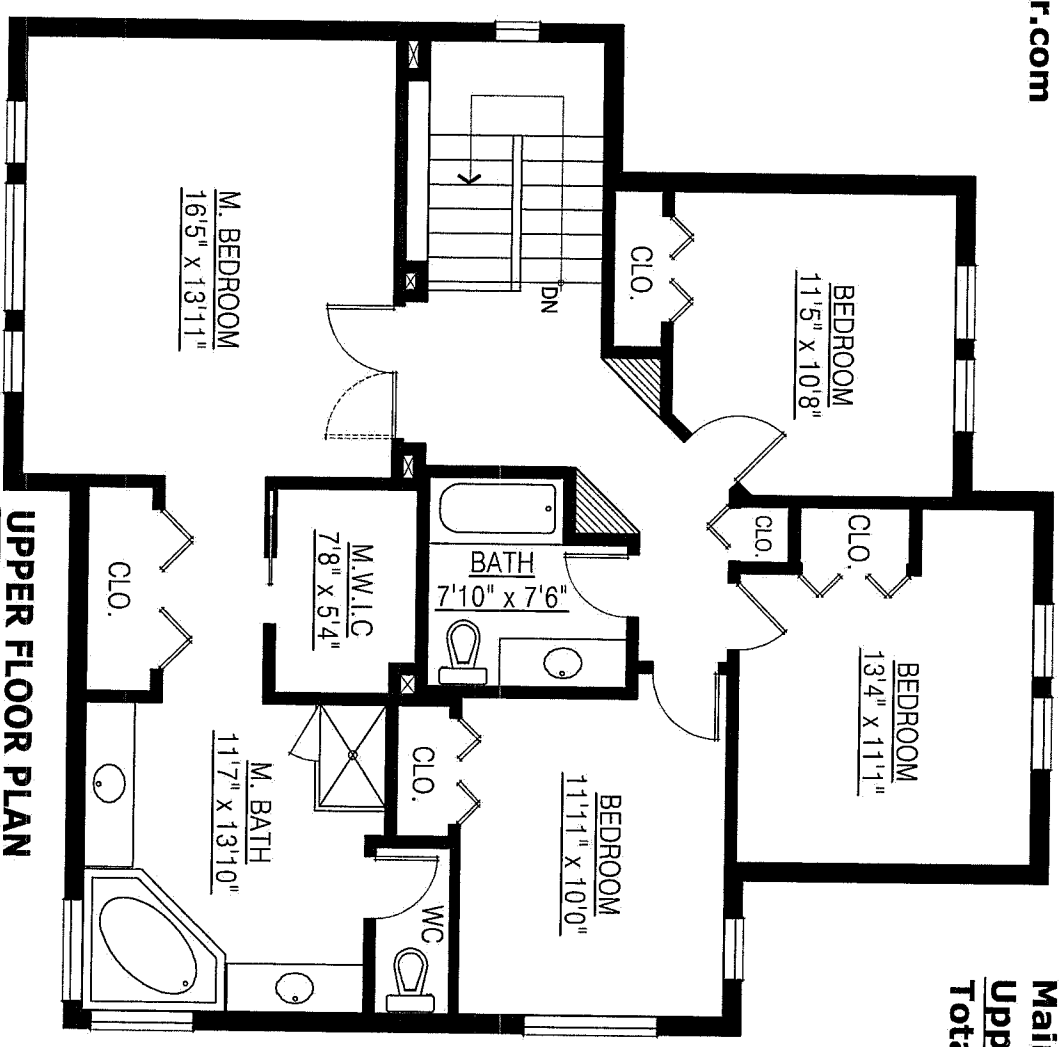 r.com
Mai
Upp
Tota
BEDROOM
11'5" x 10'8"
CLO.
DN
M. BEDROOM
16'5" x 13'11"
BEDROOM
13'4" x 11'1"
CLO.
CLO.
BATH
7'10" x 7'6"
M.W.I.C
7'8" x 5'4"
CLO.
BEDROOM
11'11" x 10'0"
CLO.
M. BATH
11'7" x 13'10"
WC
UPPER FLOOR PLAN